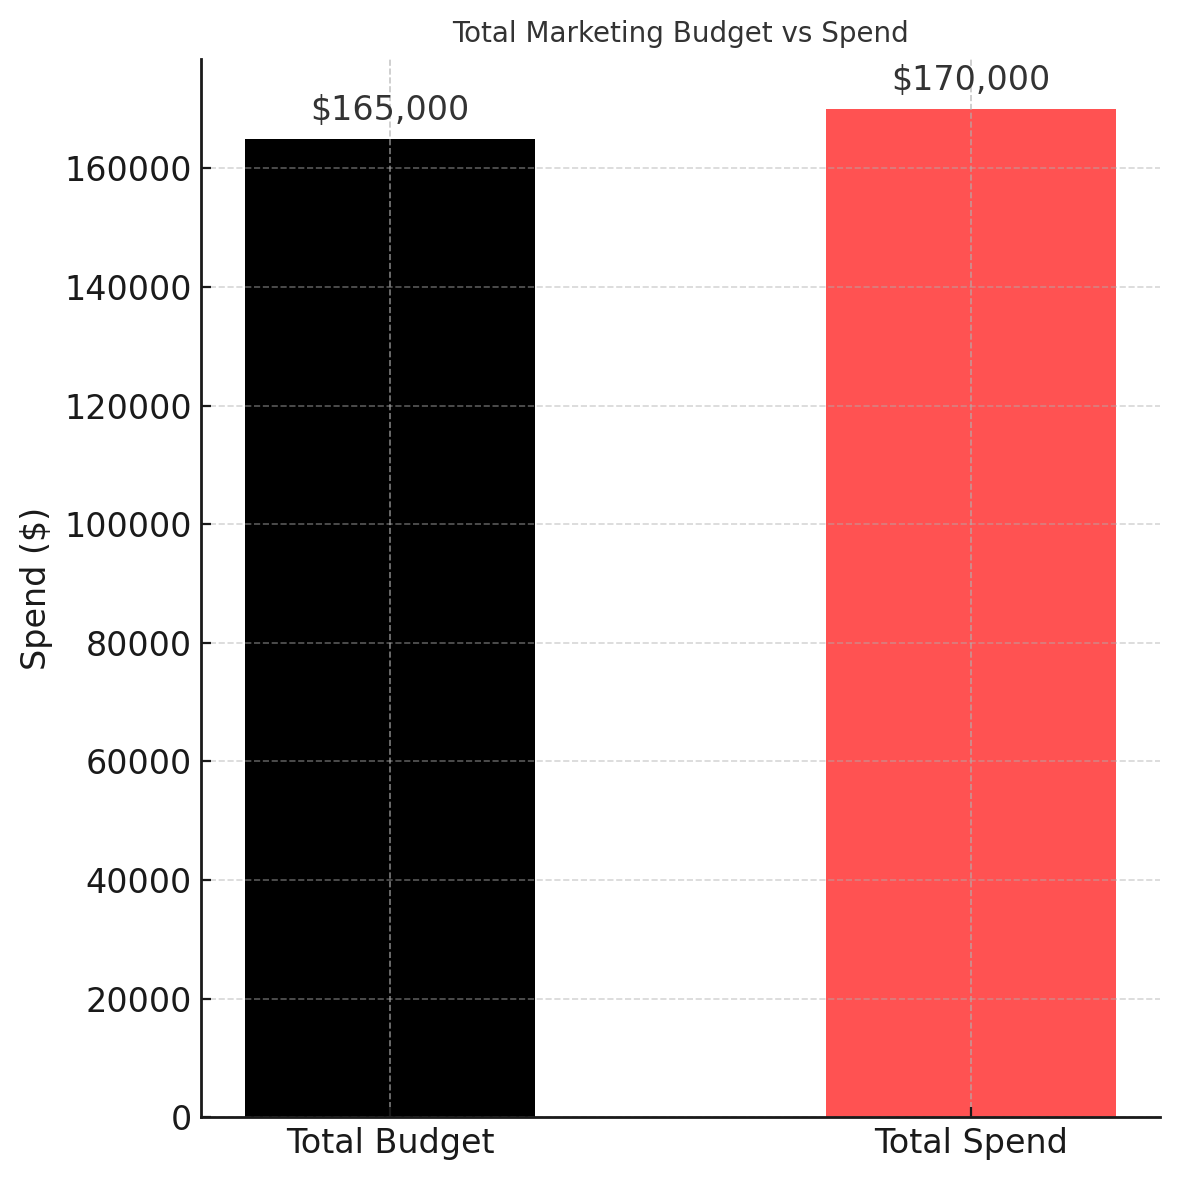 Total Marketing Budget vs Spend
$165,000
$170,000
160000
140000
120000
100000
80000
60000
40000
20000
0
Spend ($)
Total Budget
Total Spend